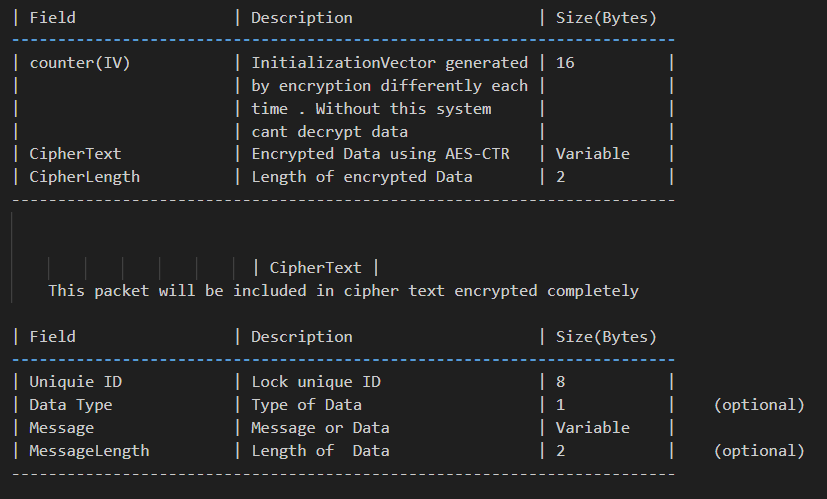 | Field | Description | Size(Bytes)
------------------------------------------------------------------------
| counter(IV) | InitializationVector generated | 16 |
| | by encryption differently each | |
| | time . Without this system | |
| | cant decrypt data | |
| CipherText | Encrypted Data using AES-CTR | Variable |
| CipherLength | Length of encrypted Data | 2 |
------------------------------------------------------------------------
| CipherText |
This packet will be included in cipher text encrypted completely
| Field | Description | Size(Bytes)
------------------------------------------------------------------------
| Uniquie ID | Lock unique ID | 8 |
| Data Type | Type of Data | 1 | (optional)
| Message | Message or Data | Variable |
| MessageLength | Length of Data | 2 | (optional)
------------------------------------------------------------------------